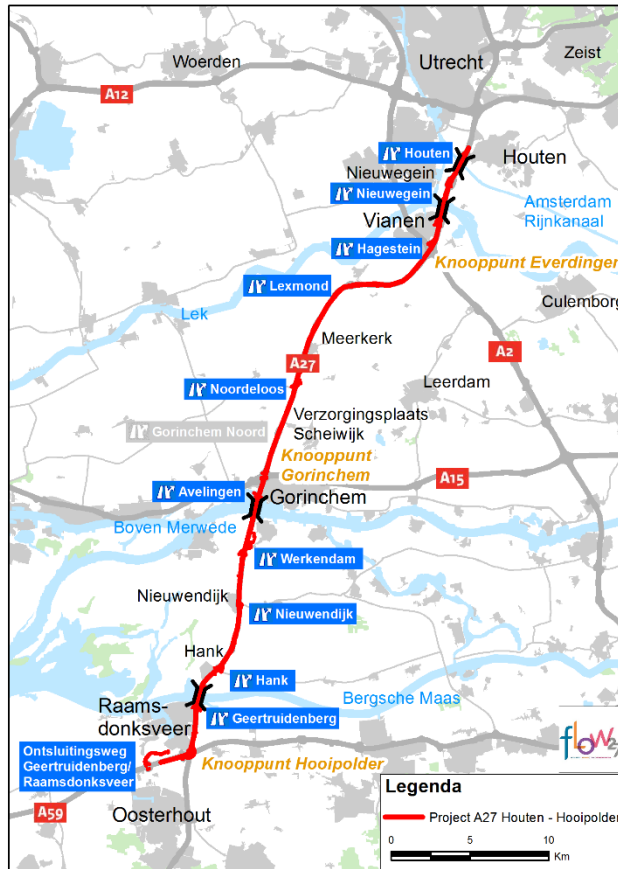 Utrecht
Zeist
Woerden
A12
Houten
Houten
Nieuwegein
Nieuwegein
Amsterdam
Rijnkanaal
Vianen
Hagestein
Knooppunt Everdingen
Lexmond
Culemborg
Lek
Meerkerk
A2
A27
Leerdam
Noordeloos
Verzorgingsplaats
Scheiwijk
Gorinchem Noord
Knooppunt
Gorinchem
A15
Avelingen
Gorinchem
Boven Merwede
Werkendam
Nieuwendijk
Nieuwendijk
Hank
Hank
Bergsche Maas
Raams-
donksveer
Geertruidenberg
flow27
Ontsluitingsweg
Geertruidenberg/
Raamsdonksveer
Knooppunt Hooipolder
A59
Oosterhout
Legenda
Project A27 Houten - Hooipolder
0 5 10
Km